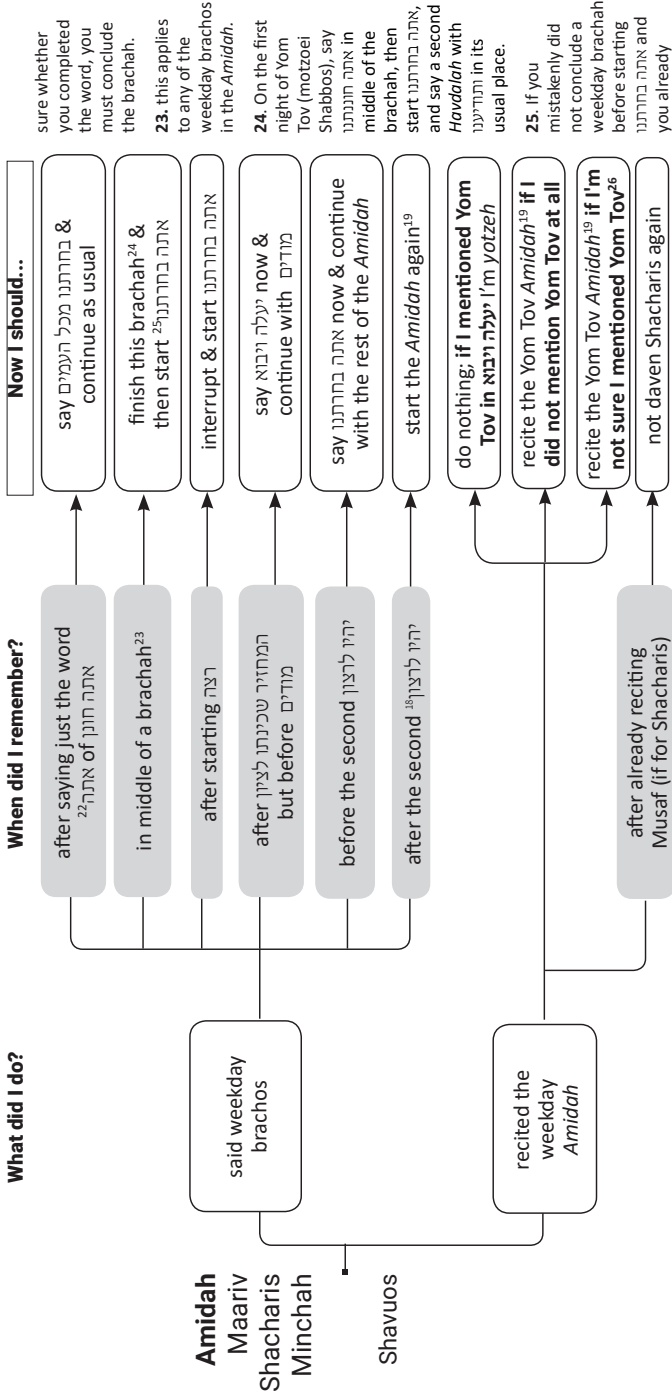 What did I do?
When did I remember?
Now I should...
Amidah
Maariv
Shacharis
Minchah
Shavuos
said weekday
brachos
recited the
weekday
Amidah
after saying just the word
אתה of אתה חונן22
in middle of a brachah23
after starting רצה
after המחזיר שכינתו לציון
but before מודים
before the second יהיו לרצון
after the second יהיו לרצון18
after already reciting
Musaf (if for Shacharis)
say בחרתנו מכל העמים &
continue as usual
finish this brachah24 &
then start אתה בחרתנו25
interrupt & start אתה בחרתנו
say יעלה ויבוא now &
continue with מודים
say אתה בחרתנו now & continue
with the rest of the Amidah
start the Amidah again19
do nothing; if I mentioned Yom
Tov in יעלה ויבוא I'm yotzeh
recite the Yom Tov Amidah19 if I
did not mention Yom Tov at all
recite the Yom Tov Amidah19 if I'm
not sure I mentioned Yom Tov26
not daven Shacharis again
sure whether
you completed
the word, you
must conclude
the brachah.
23. this applies
to any of the
weekday brachos
in the Amidah.
24. On the first
night of Yom
Tov (motzoei
Shabbos), say
אתה חוננתנו in
middle of the
brachah, then
start אתה בחרתנו,
and say a second
Havdalah with
ותודיענו in its
usual place.
25. If you
mistakenly did
not conclude a
weekday brachah
before starting
אתה בחרתנו and
you already